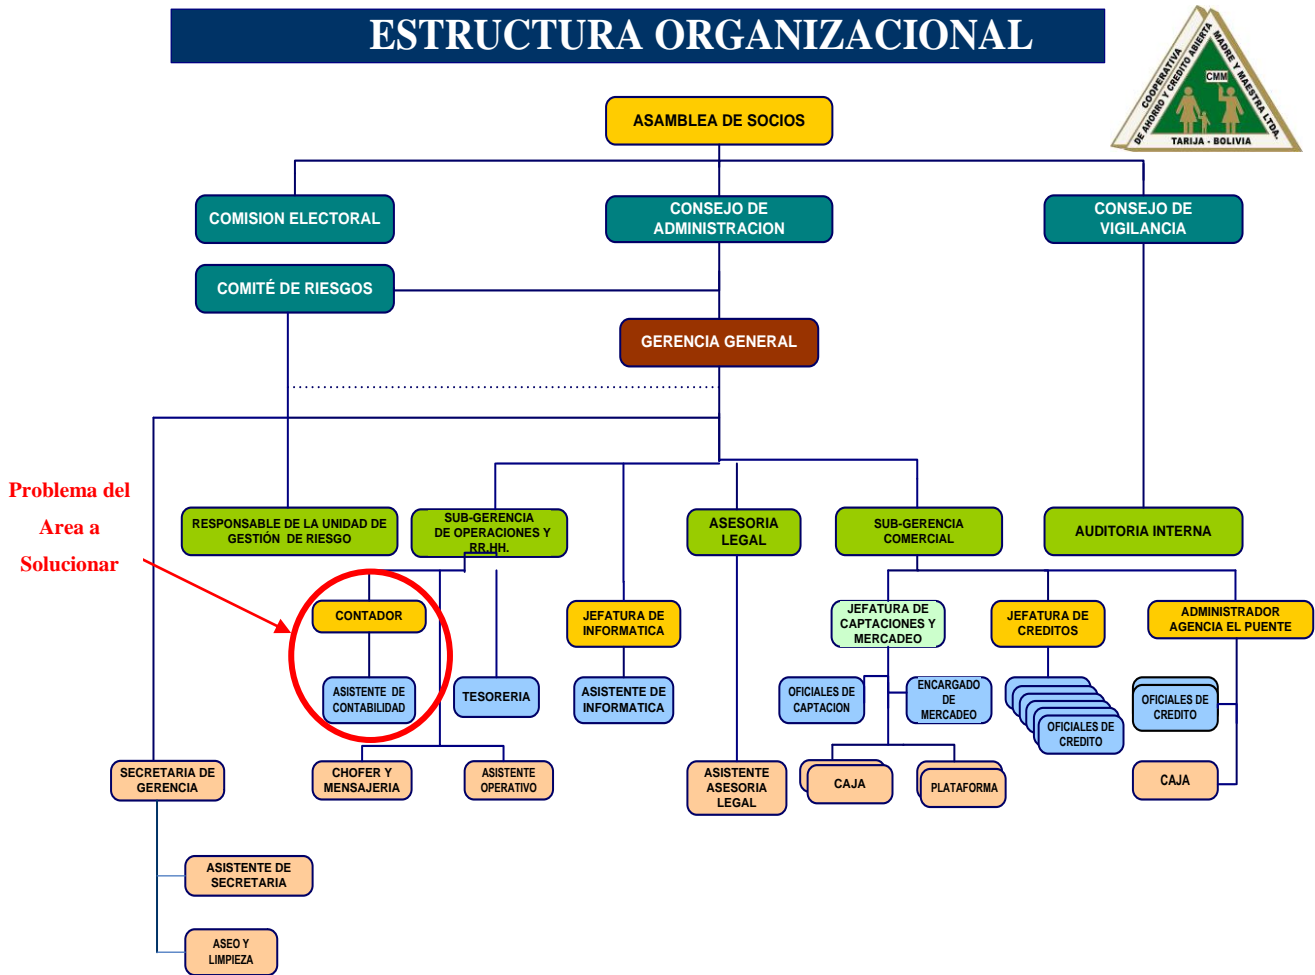 ESTRUCTURA ORGANIZACIONAL
COOPERATIVA
DE AHORRO Y CREDITO ABIERTA
MADRE Y MAESTRA LTDA.
CMM
TARIJA - BOLIVIA
ASAMBLEA DE SOCIOS
COMISION ELECTORAL
CONSEJO DE
ADMINISTRACION
CONSEJO DE
VIGILANCIA
COMITÉ DE RIESGOS
GERENCIA GENERAL
Problema del
Area a
Solucionar
RESPONSABLE DE LA UNIDAD DE
GESTIÓN DE RIESGO
SUB-GERENCIA
DE OPERACIONES Y
RR.HH.
ASESORIA
LEGAL
SUB-GERENCIA
COMERCIAL
AUDITORIA INTERNA
CONTADOR
JEFATURA DE
INFORMATICA
JEFATURA DE
CAPTACIONES Y
MERCADEO
JEFATURA DE
CREDITOS
ADMINISTRADOR
AGENCIA EL PUENTE
ASISTENTE DE
CONTABILIDAD
TESORERIA
ASISTENTE DE
INFORMATICA
OFICIALES DE
CAPTACION
ENCARGADO
DE
MERCADEO
OFICIALES DE
CREDITO
OFICIALES DE
CREDITO
SECRETARIA DE
GERENCIA
CHOFER Y
MENSAJERIA
ASISTENTE
OPERATIVO
ASISTENTE
ASESORIA
LEGAL
CAJA
PLATAFORMA
CAJA
ASISTENTE DE
SECRETARIA
ASEO Y
LIMPIEZA